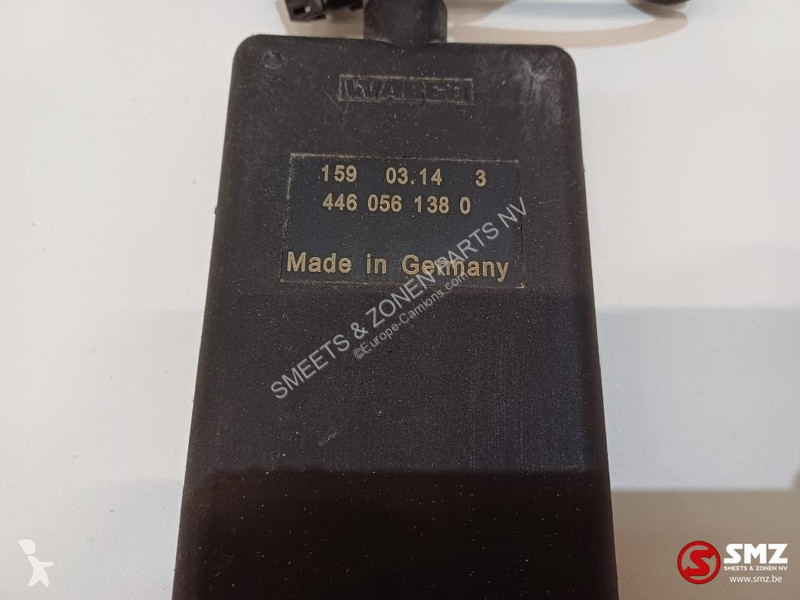 WABCO
159 03.14 3
446 056 138 0
Made in Germany
SMEETS & ZONEN PARTS NV
©Europe-Camions.com
SMZ
SMEETS & ZONEN NV
www.smz.be